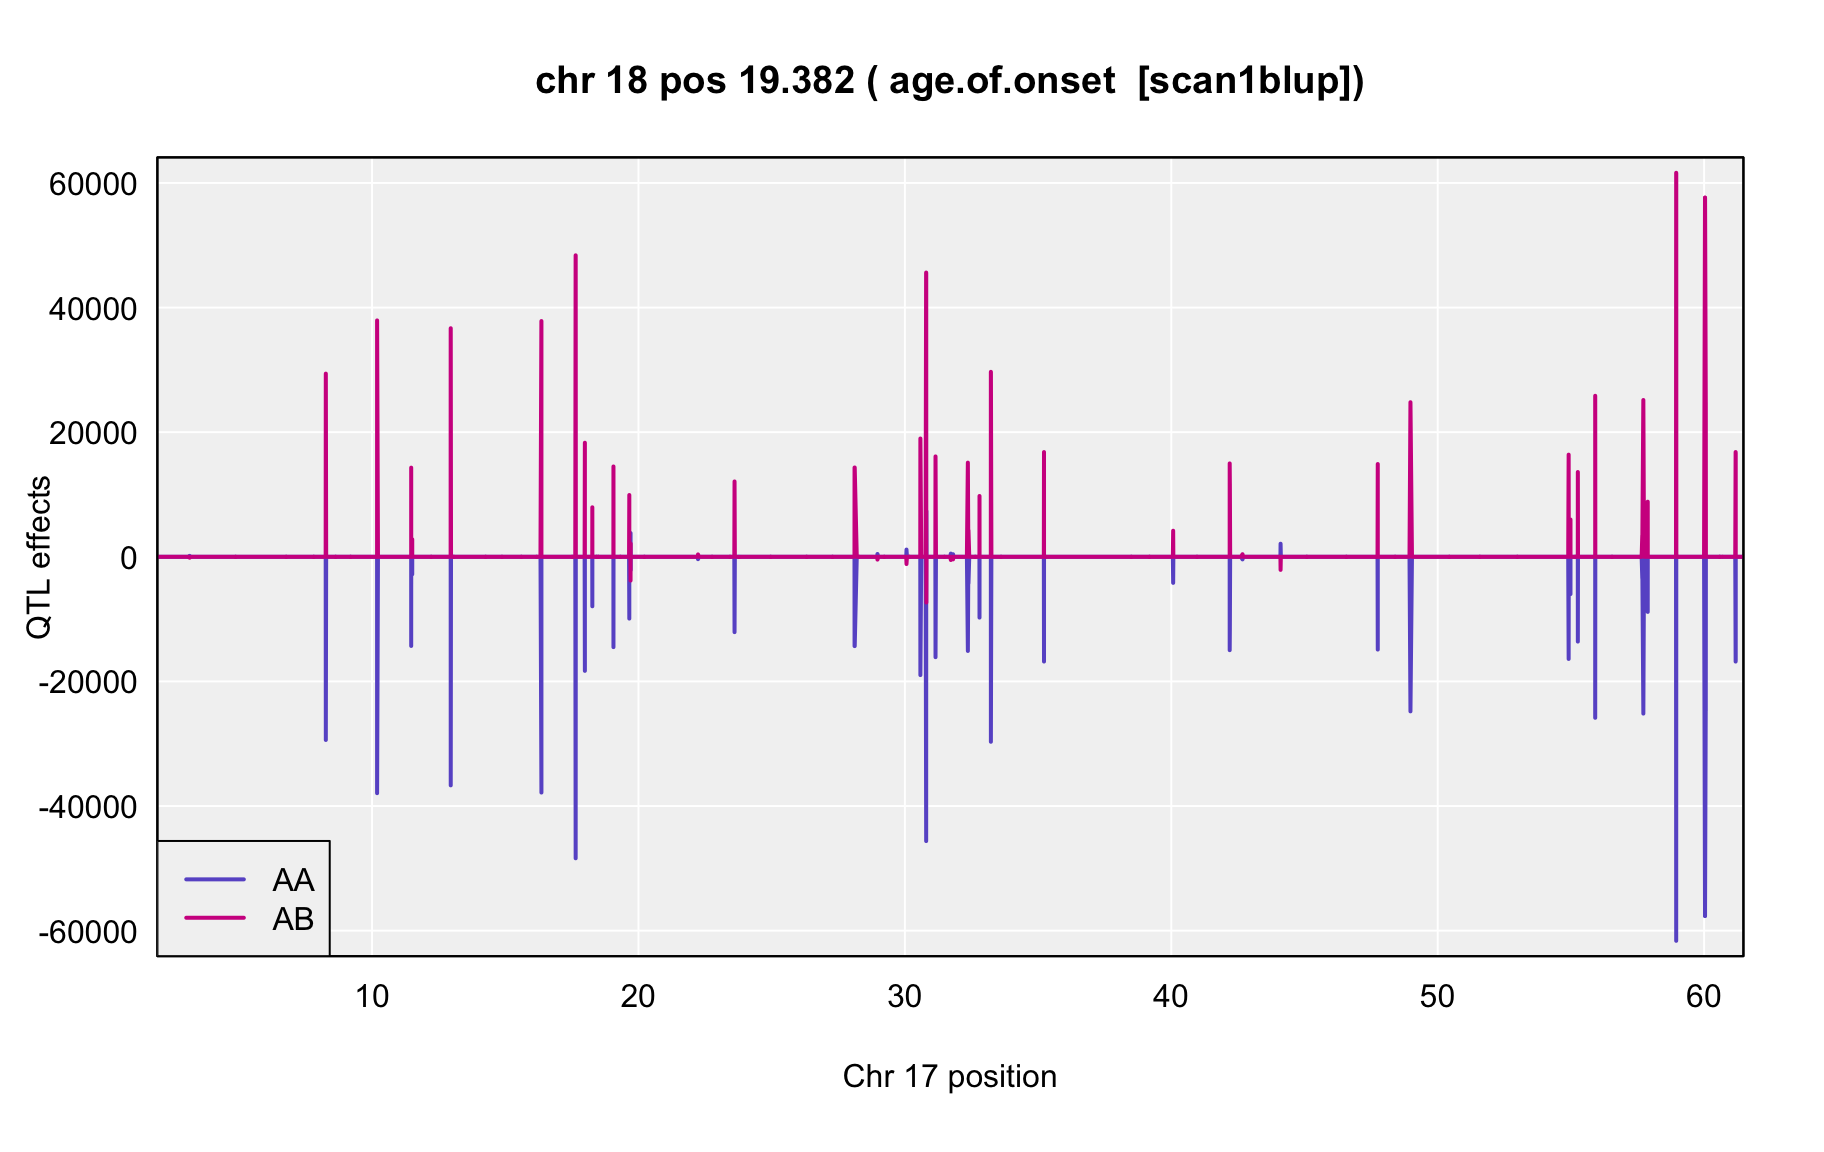 chr 18 pos 19.382 ( age.of.onset  [scan1blup])
QTL effects
60000
40000
20000
0
-20000
-40000
-60000
AA
AB
10 20 30 40 50 60
Chr 17 position